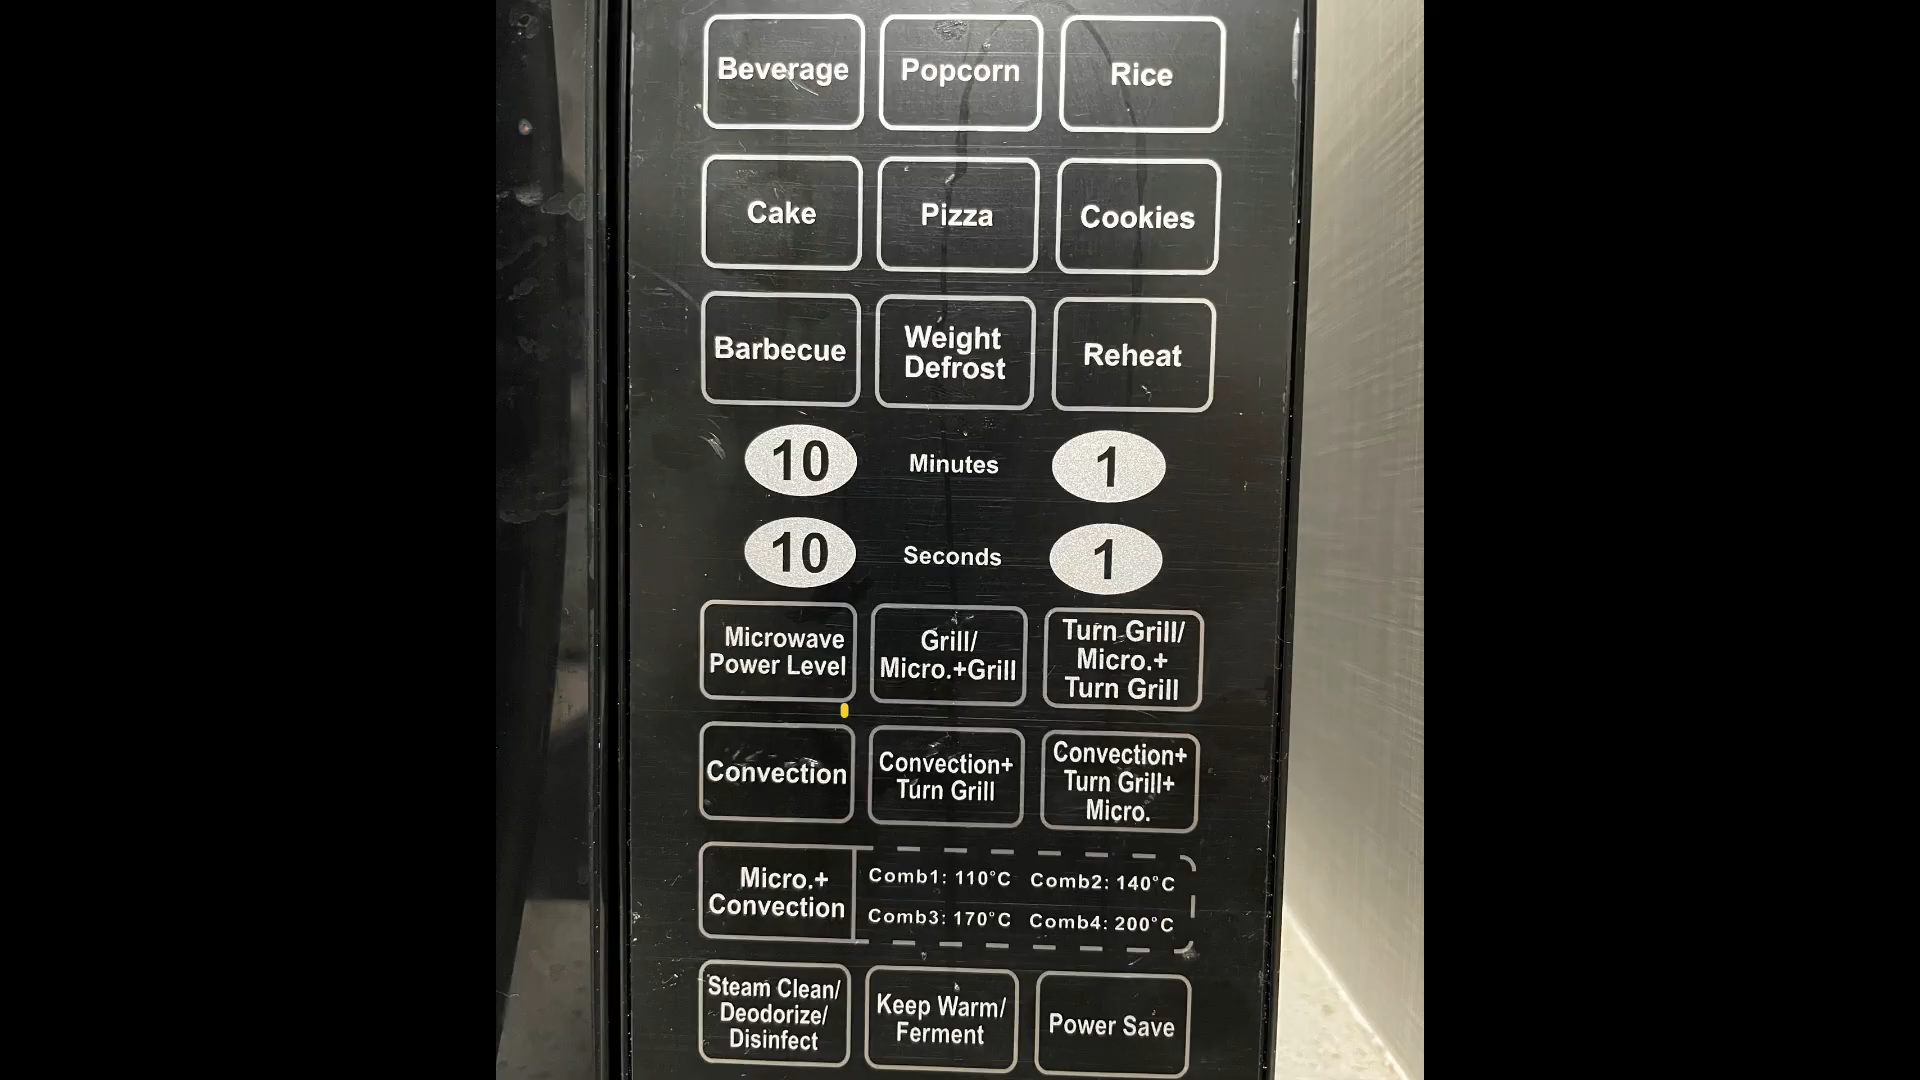 Beverage
Popcorn
Rice
Cake
Pizza
Cookies
Barbecue
Weight
Defrost
Reheat
10
Minutes
1
10
Seconds
1
Microwave
Power Level
Grill/
Micro.+Grill
Turn Grill/
Micro.+
Turn Grill
Convection
Convection+
Turn Grill
Convection+
Turn Grill+
Micro.
Micro.+
Convection
Comb1: 110°C
Comb2: 140°C
Comb3: 170°C
Comb4: 200°C
Steam Clean/
Deodorize/
Disinfect
Keep Warm/
Ferment
Power Save